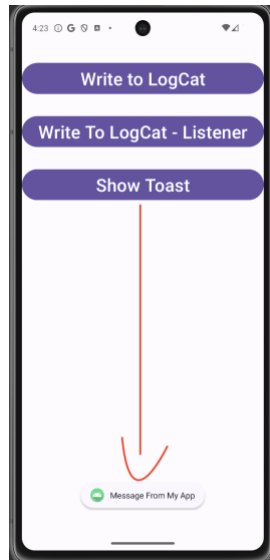 4:23 G
Write to LogCat
Write To LogCat - Listener
Show Toast
Message From My App